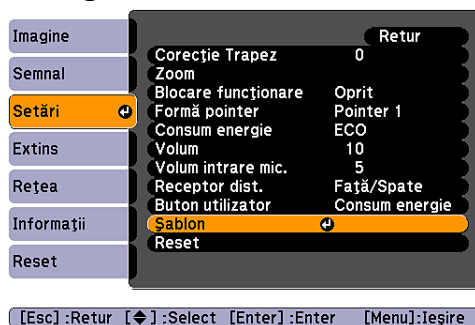 Imagine
Semnal
Setări
Extins
Reţea
Informaţii
Reset
Retur
Corecţie Trapez 0
Zoom
Blocare funcţionare Oprit
Formă pointer Pointer 1
Consum energie ECO
Volum 10
Volum intrare mic. 5
Receptor dist. Faţă/Spate
Buton utilizator Consum energie
Şablon
Reset
[Esc] :Retur [◆] :Select [Enter] :Enter [Menu]:Ieşire